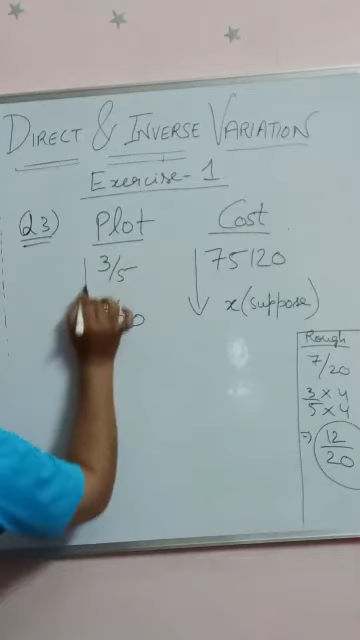 DIRECT & INVERSE VARIATION
Exercise-1
Q3) Plot Cost
3/5 75120
x (suppose)
Rough
7/20
3/5 × 4/4
⇒ 12/20